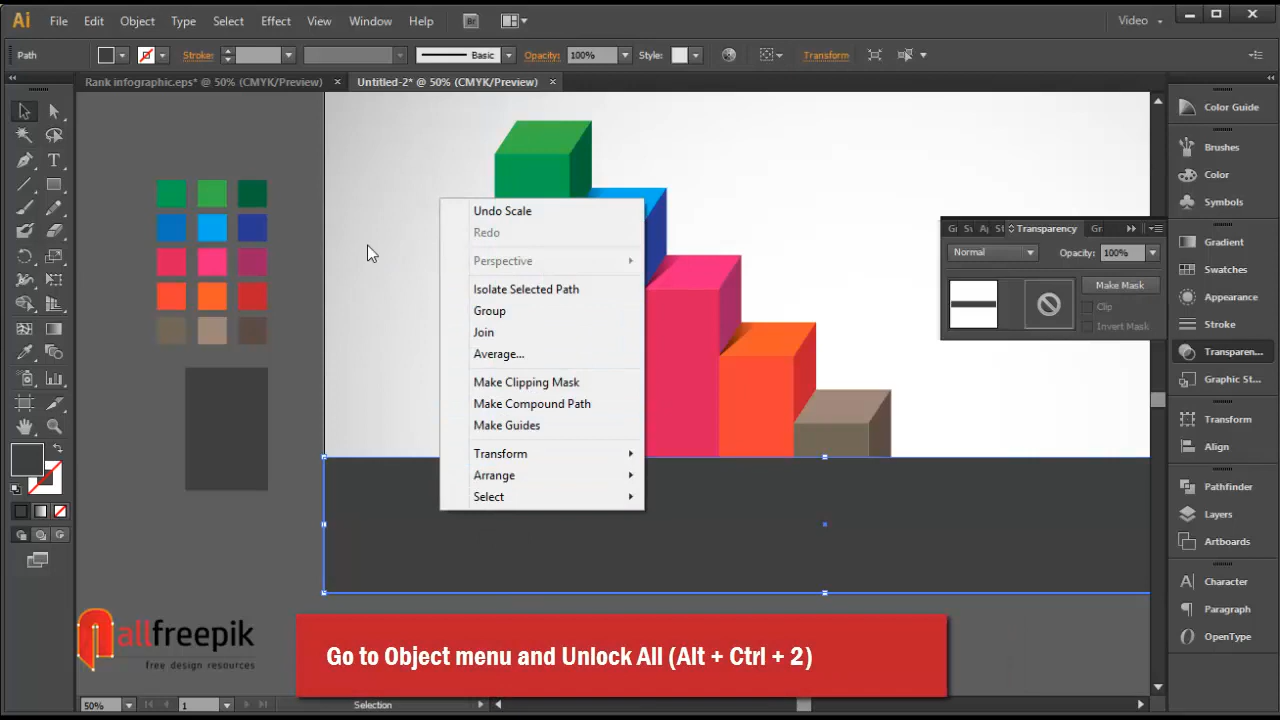 Ai File Edit Object Type Select Effect View Window Help Br Video
Path Stroke: Basic Opacity: 100% Style: Transform
Rank infographic.eps* @ 50% (CMYK/Preview) × Untitled-2* @ 50% (CMYK/Preview) ×
Color Guide
Brushes
Color
Symbols
Gradient
Swatches
Appearance
Stroke
Transparen...
Graphic St...
Transform
Align
Pathfinder
Layers
Artboards
Character
Paragraph
OpenType
Transparency Gr
Normal Opacity: 100%
Make Mask
Clip
Invert Mask
Undo Scale
Redo
Perspective
Isolate Selected Path
Group
Join
Average...
Make Clipping Mask
Make Compound Path
Make Guides
Transform
Arrange
Select
allfreepik
free design resources
Go to Object menu and Unlock All (Alt + Ctrl + 2)
50% 1 Selection